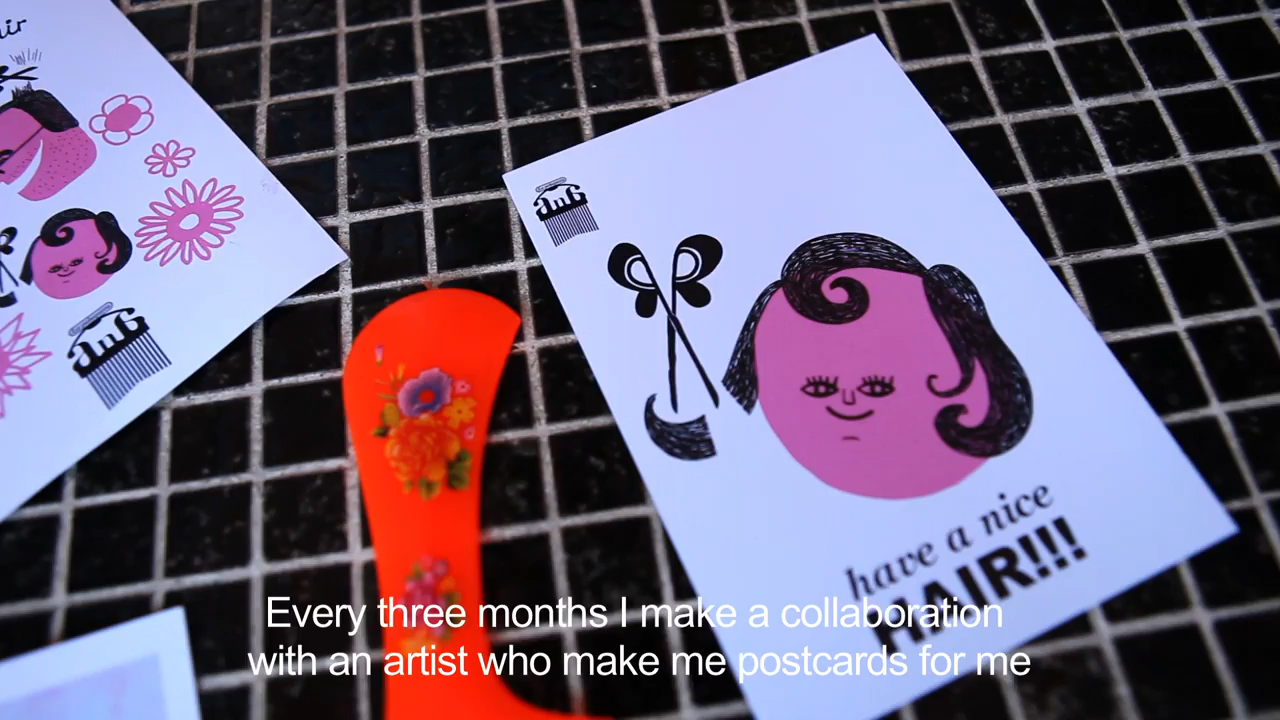 have a nice
HAIR!!!
Every three months I make a collaboration
with an artist who make me postcards for me